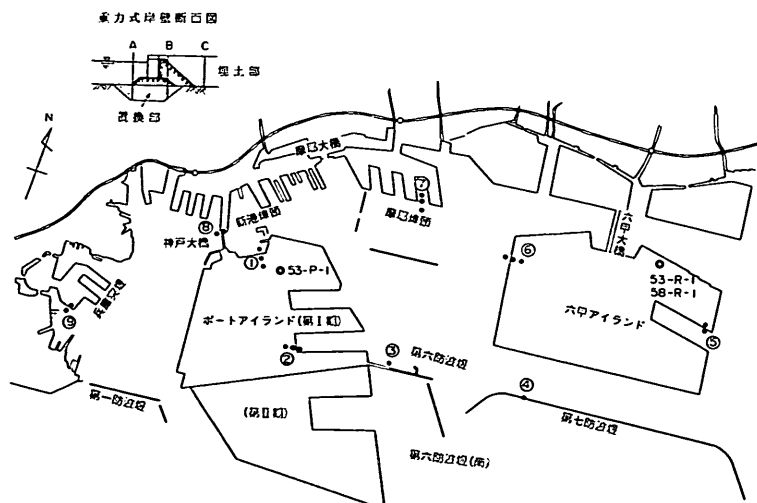 重力式岸壁断面図
A
B
C
埋土部
置換部
N
摩耶大橋
⑦
摩耶埠頭
新港埠頭
⑧
神戸大橋
六甲大橋
⑥
①
53-P-1
53-R-1
58-R-1
兵庫突堤
⑨
ポートアイランド(第Ⅰ期)
六甲アイランド
⑤
②
③
第六防波堤
④
第一防波堤
(第Ⅱ期)
第七防波堤
第六防波堤(南)